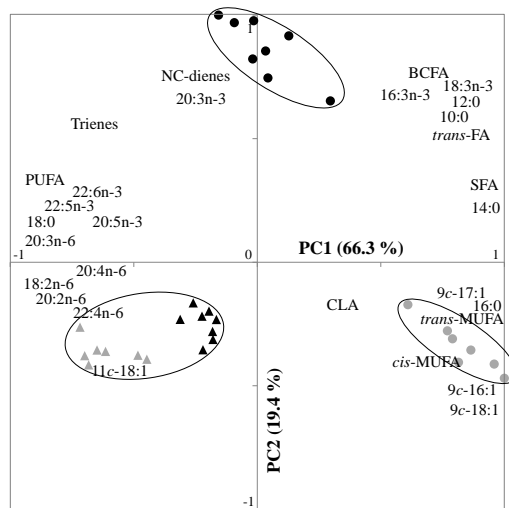 1
NC-dienes
BCFA
18:3n-3
20:3n-3
16:3n-3
12:0
10:0
Trienes
trans-FA
PUFA
SFA
22:6n-3
22:5n-3
14:0
18:0
20:5n-3
20:3n-6
-1
0
PC1 (66.3 %)
1
20:4n-6
18:2n-6
20:2n-6
22:4n-6
CLA
9c-17:1
16:0
trans-MUFA
cis-MUFA
11c-18:1
9c-16:1
9c-18:1
PC2 (19.4 %)
-1